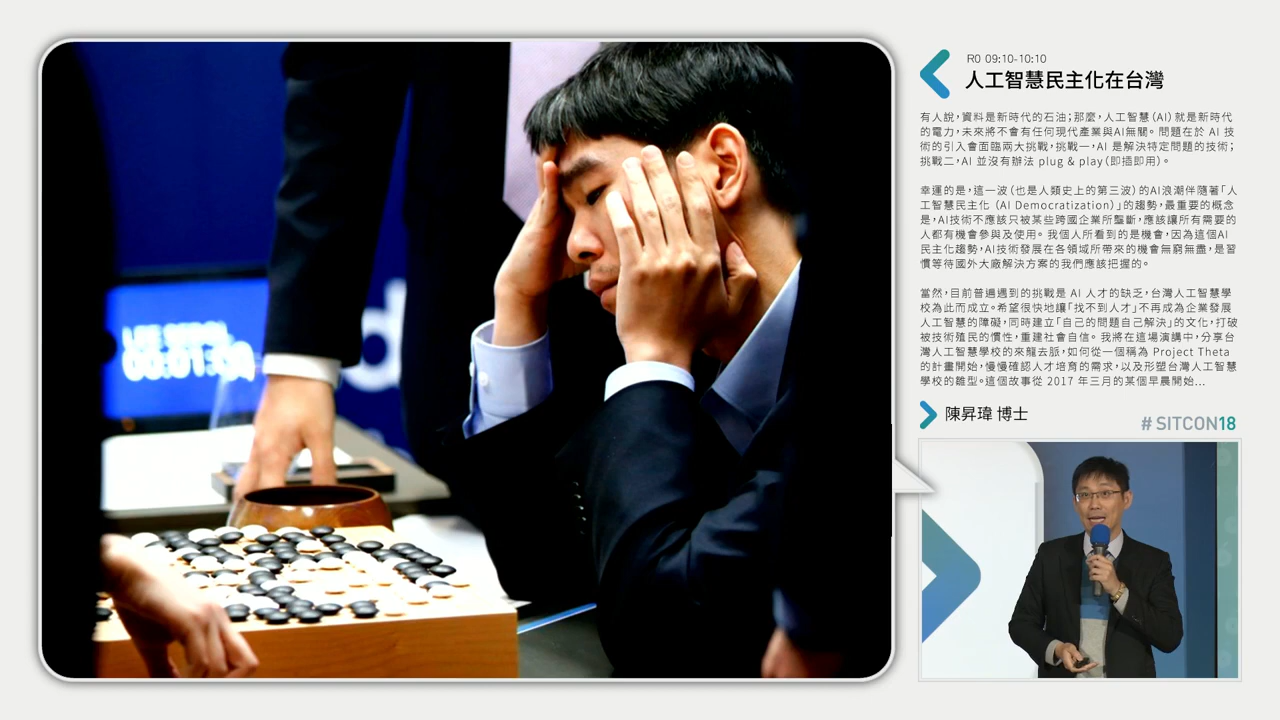 R0 09:10-10:10
人工智慧民主化在台灣
有人說，資料是新時代的石油；那麼，人工智慧（AI）就是新時代
的電力，未來將不會有任何現代產業與AI無關。問題在於 AI 技
術的引入會面臨兩大挑戰，挑戰一，AI 是解決特定問題的技術；
挑戰二，AI 並沒有辦法 plug & play（即插即用）。
幸運的是，這一波（也是人類史上的第三波）的AI浪潮伴隨著「人
工智慧民主化（AI Democratization）」的趨勢，最重要的概念
是，AI技術不應該只被某些跨國企業所壟斷，應該讓所有需要的
人都有機會參與及使用。我個人所看到的是機會，因為這個AI
民主化趨勢，AI技術發展在各領域所帶來的機會無窮無盡，是習
慣等待國外大廠解決方案的我們應該把握的。
當然，目前普遍遇到的挑戰是 AI 人才的缺乏，台灣人工智慧學
校為此而成立。希望很快地讓「找不到人才」不再成為企業發展
人工智慧的障礙，同時建立「自己的問題自己解決」的文化，打破
被技術殖民的慣性，重建社會自信。我將在這場演講中，分享台
灣人工智慧學校的來龍去脈，如何從一個稱為 Project Theta
的計畫開始，慢慢確認人才培育的需求，以及形塑台灣人工智慧
學校的雛型。這個故事從 2017 年三月的某個早晨開始...
陳昇瑋 博士
# SITCON18